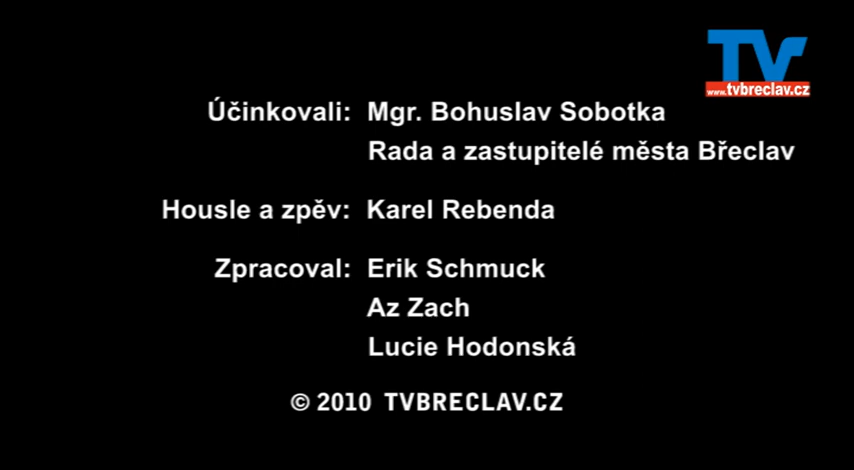 TV
www.tvbreclav.cz
Účinkovali: Mgr. Bohuslav Sobotka
Rada a zastupitelé města Břeclav
Housle a zpěv: Karel Rebenda
Zpracoval: Erik Schmuck
Az Zach
Lucie Hodonská
© 2010 TVBRECLAV.CZ